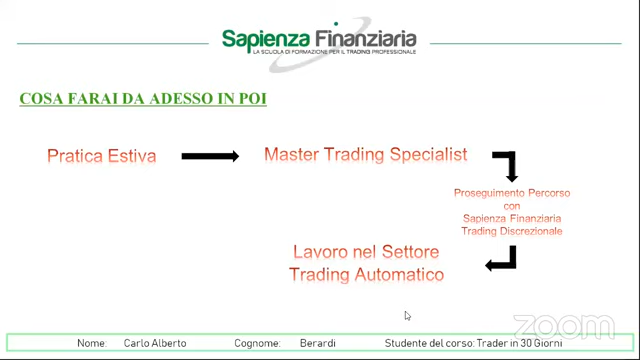 Sapienza Finanziaria
LA SCUOLA DI FORMAZIONE PER IL TRADING PROFESSIONALE
COSA FARAI DA ADESSO IN POI
Pratica Estiva
Master Trading Specialist
Proseguimento Percorso
con
Sapienza Finanziaria
Trading Discrezionale
Lavoro nel Settore
Trading Automatico
zoom
Nome: Carlo Alberto Cognome: Berardi Studente del corso: Trader in 30 Giorni